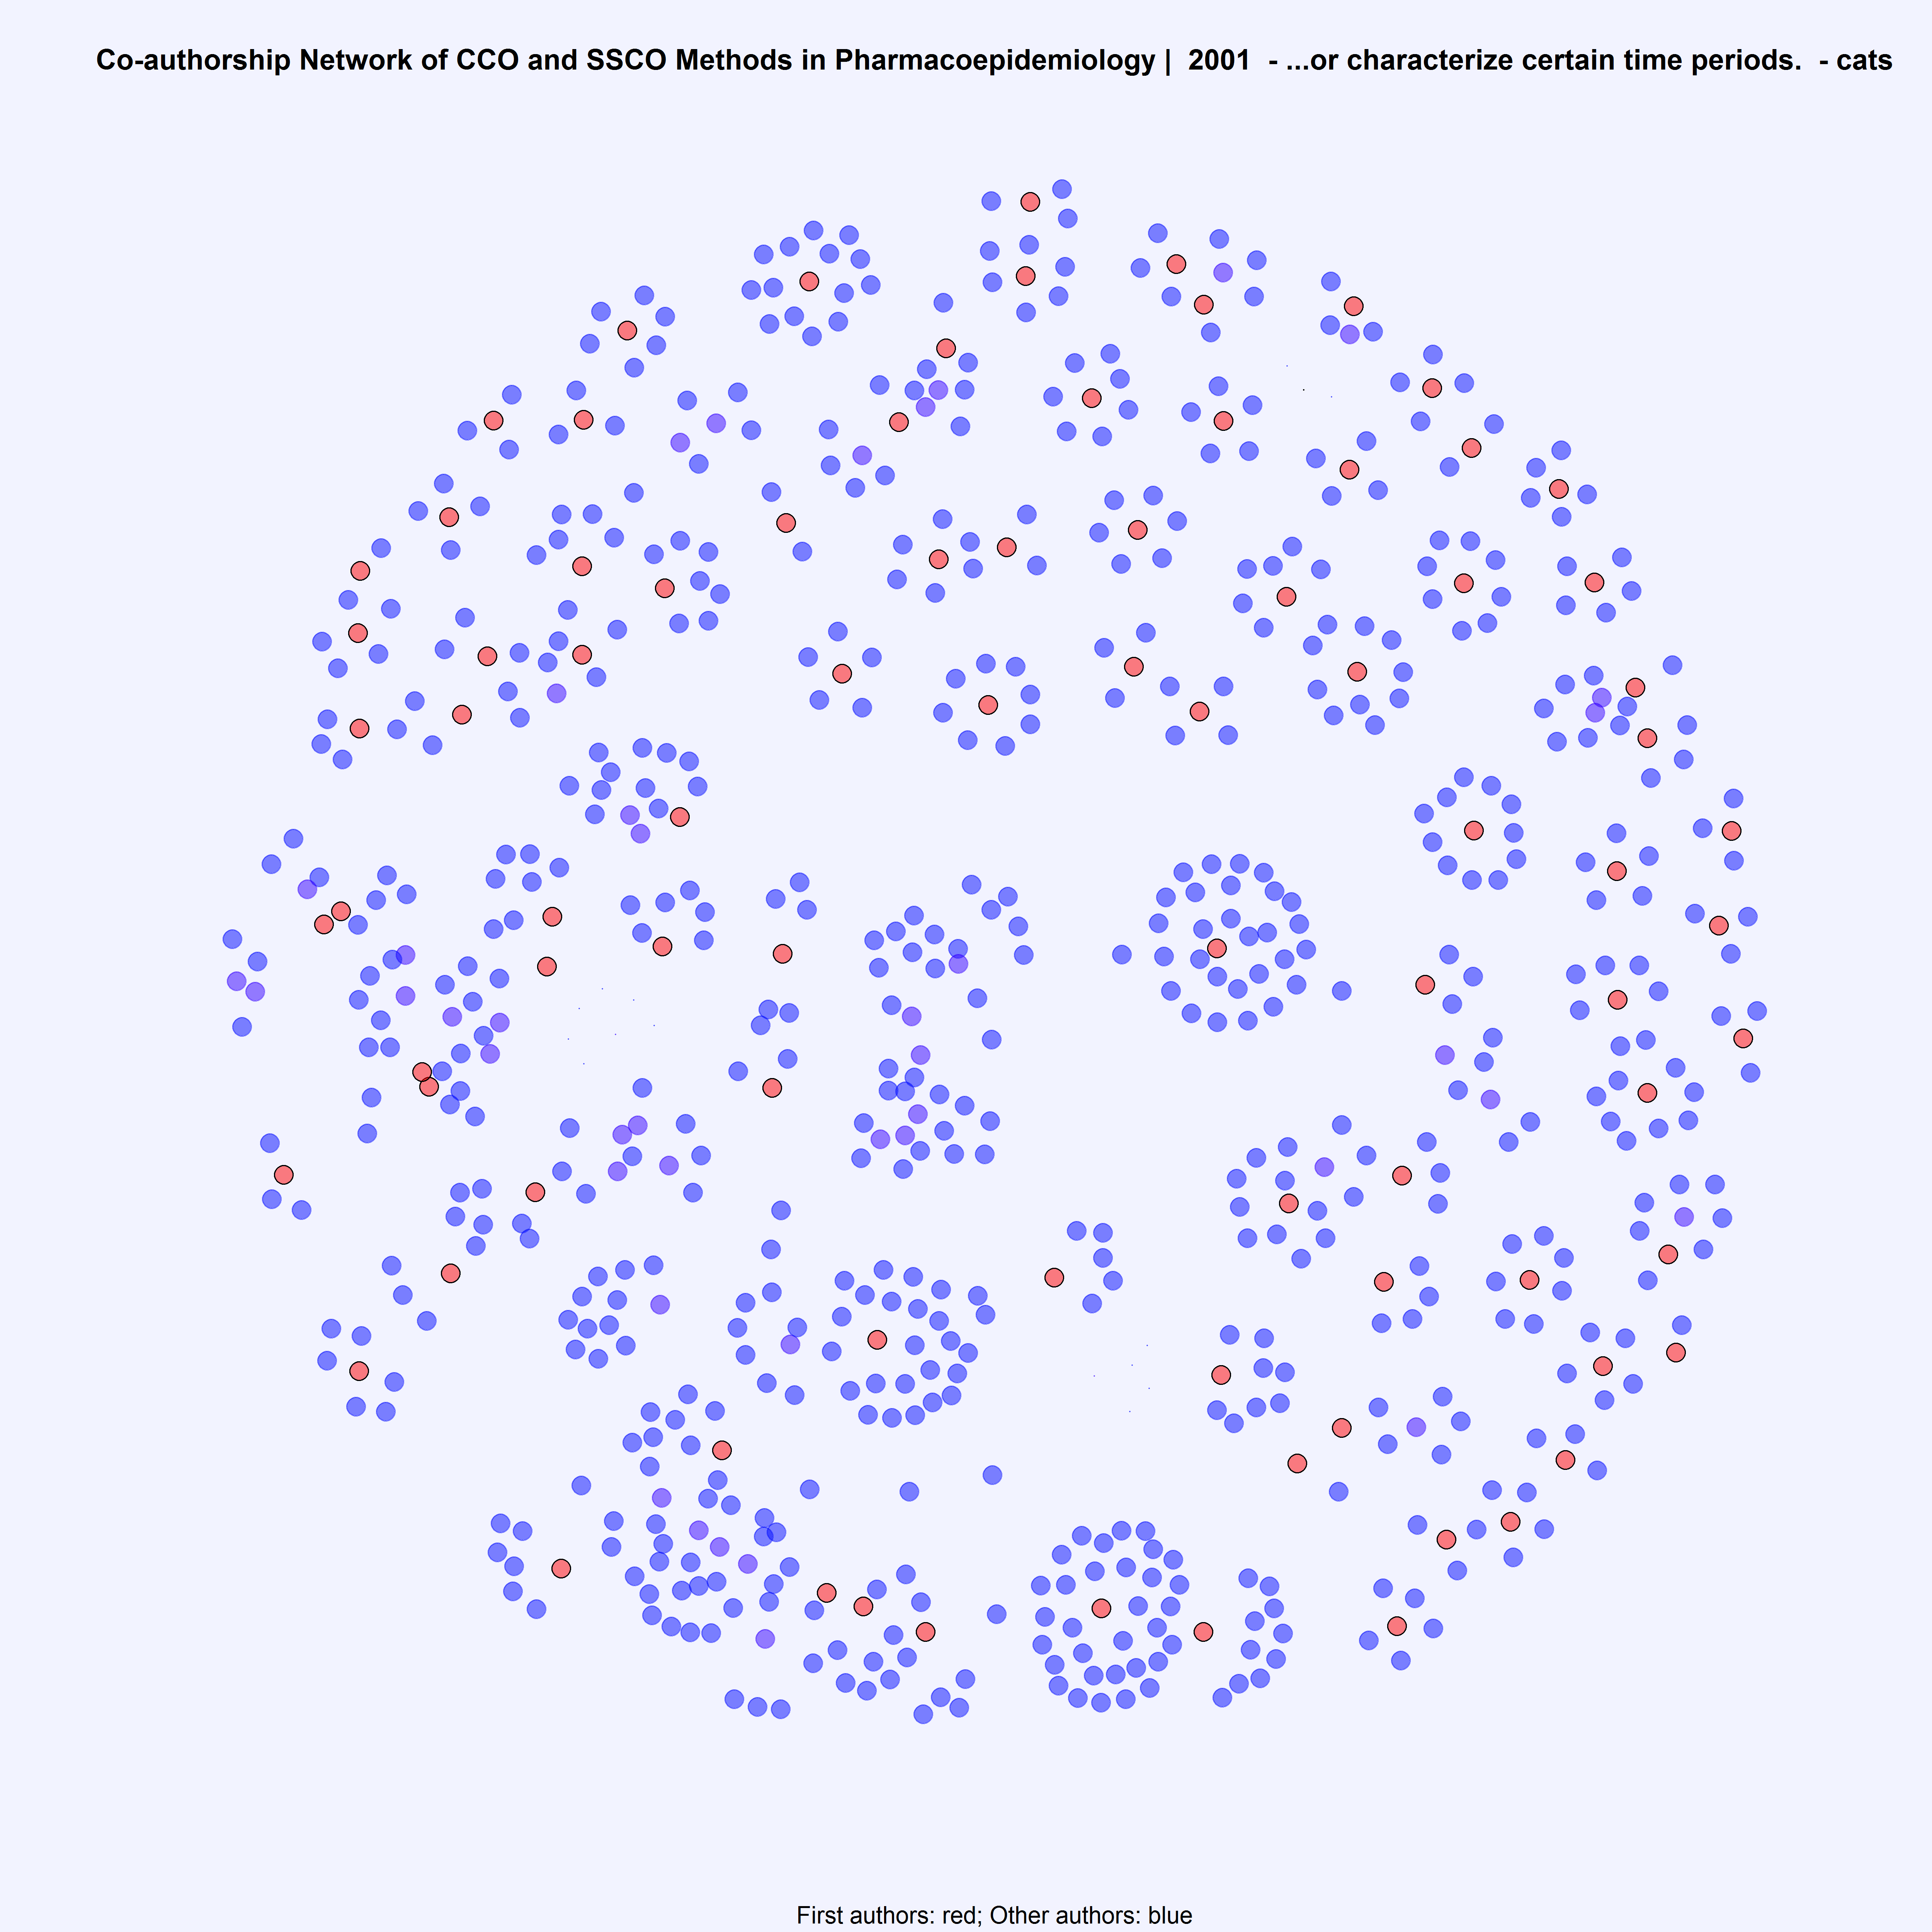 Co-authorship Network of CCO and SSCO Methods in Pharmacoepidemiology | 2001 - ...or characterize certain time periods. - cats
First authors: red; Other authors: blue